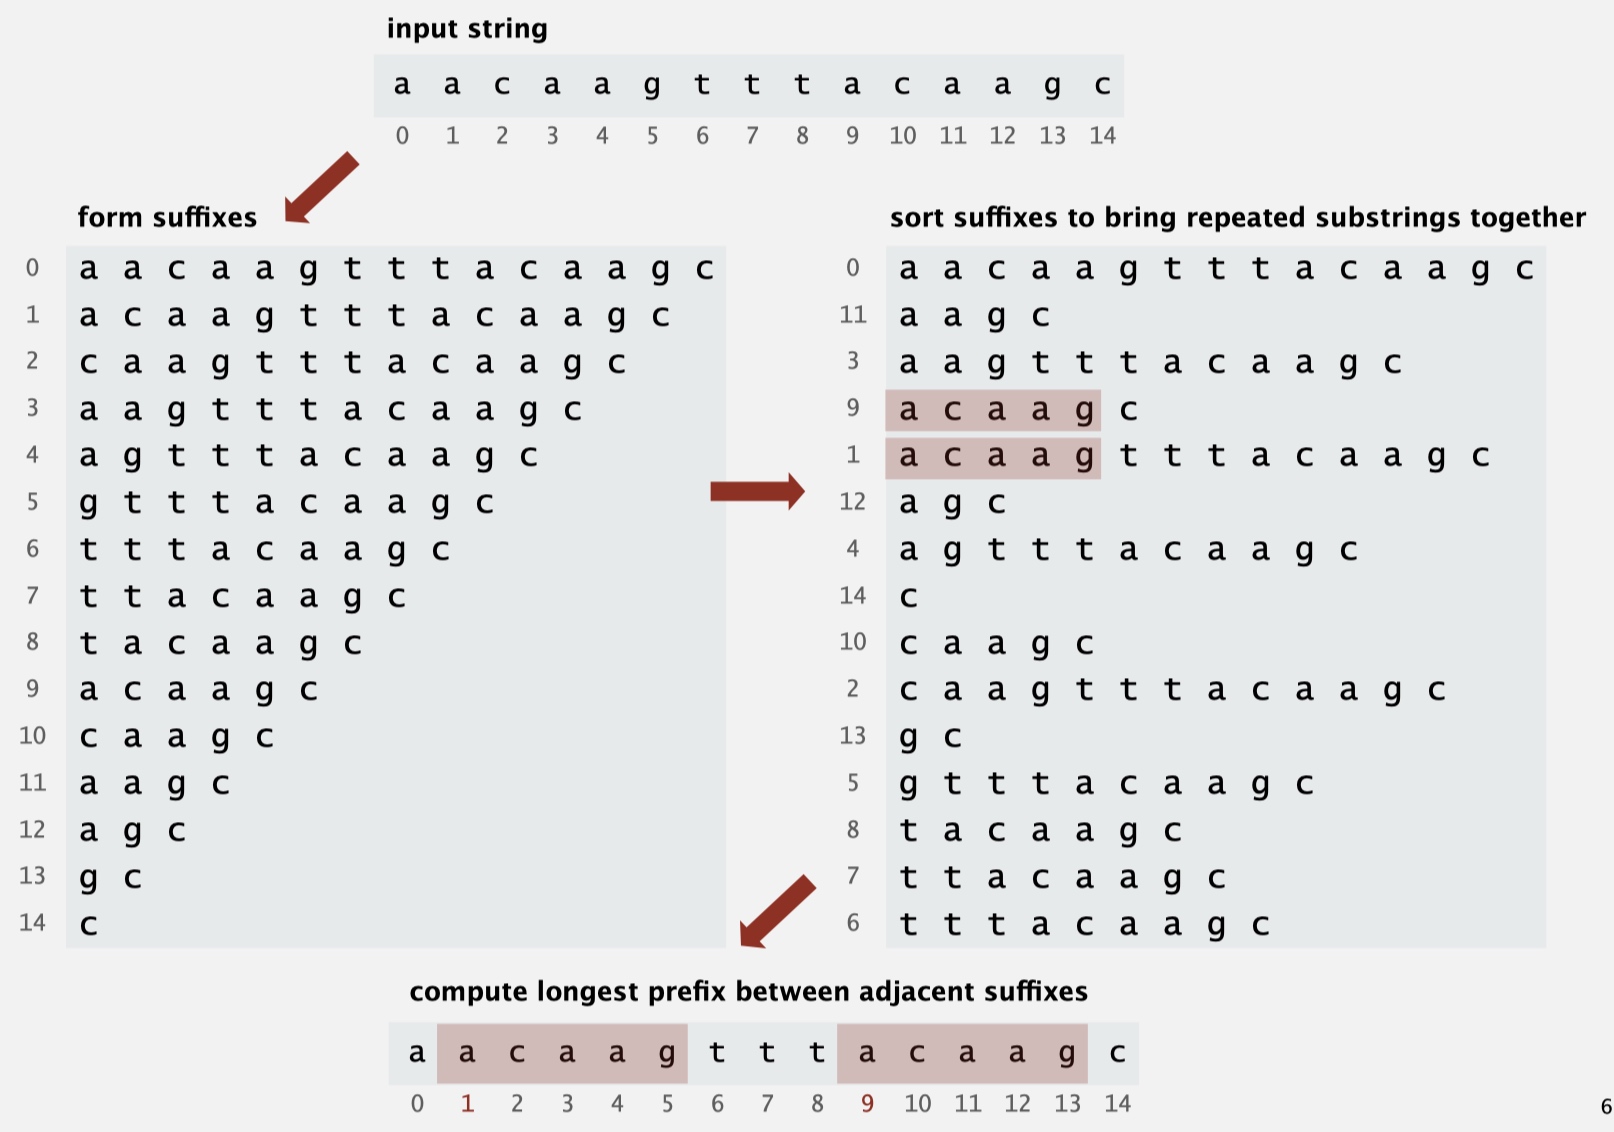 input string
a a c a a g t t t a c a a g c
0 1 2 3 4 5 6 7 8 9 10 11 12 13 14
form suffixes
0 a a c a a g t t t a c a a g c
1 a c a a g t t t a c a a g c
2 c a a g t t t a c a a g c
3 a a g t t t a c a a g c
4 a g t t t a c a a g c
5 g t t t a c a a g c
6 t t t a c a a g c
7 t t a c a a g c
8 t a c a a g c
9 a c a a g c
10 c a a g c
11 a a g c
12 a g c
13 g c
14 c
sort suffixes to bring repeated substrings together
0 a a c a a g t t t a c a a g c
11 a a g c
3 a a g t t t a c a a g c
9 a c a a g c
1 a c a a g t t t a c a a g c
12 a g c
4 a g t t t a c a a g c
14 c
10 c a a g c
2 c a a g t t t a c a a g c
13 g c
5 g t t t a c a a g c
8 t a c a a g c
7 t t a c a a g c
6 t t t a c a a g c
compute longest prefix between adjacent suffixes
a a c a a g t t t a c a a g c
0 1 2 3 4 5 6 7 8 9 10 11 12 13 14
6